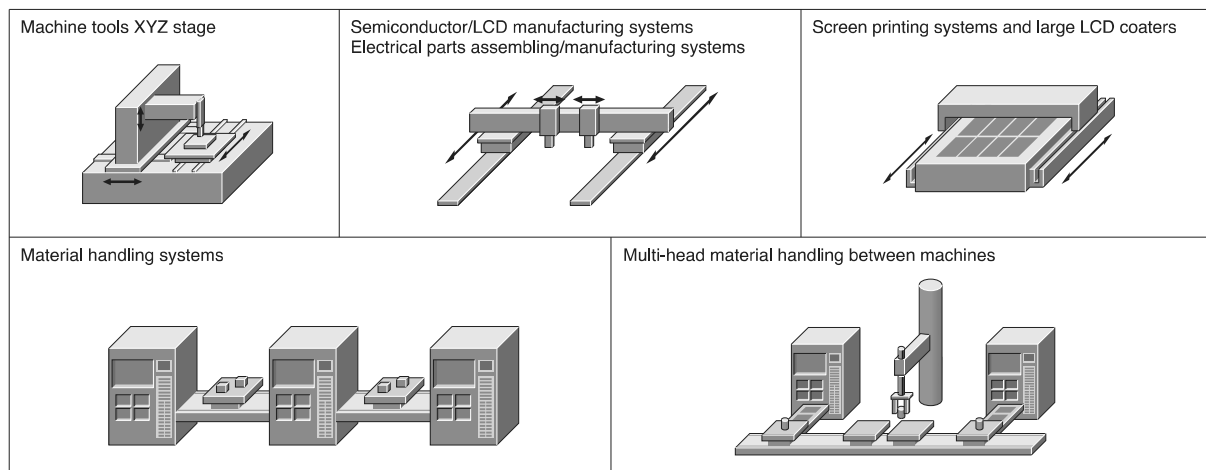 Machine tools XYZ stage
Semiconductor/LCD manufacturing systems
Electrical parts assembling/manufacturing systems
Screen printing systems and large LCD coaters
Material handling systems
Multi-head material handling between machines